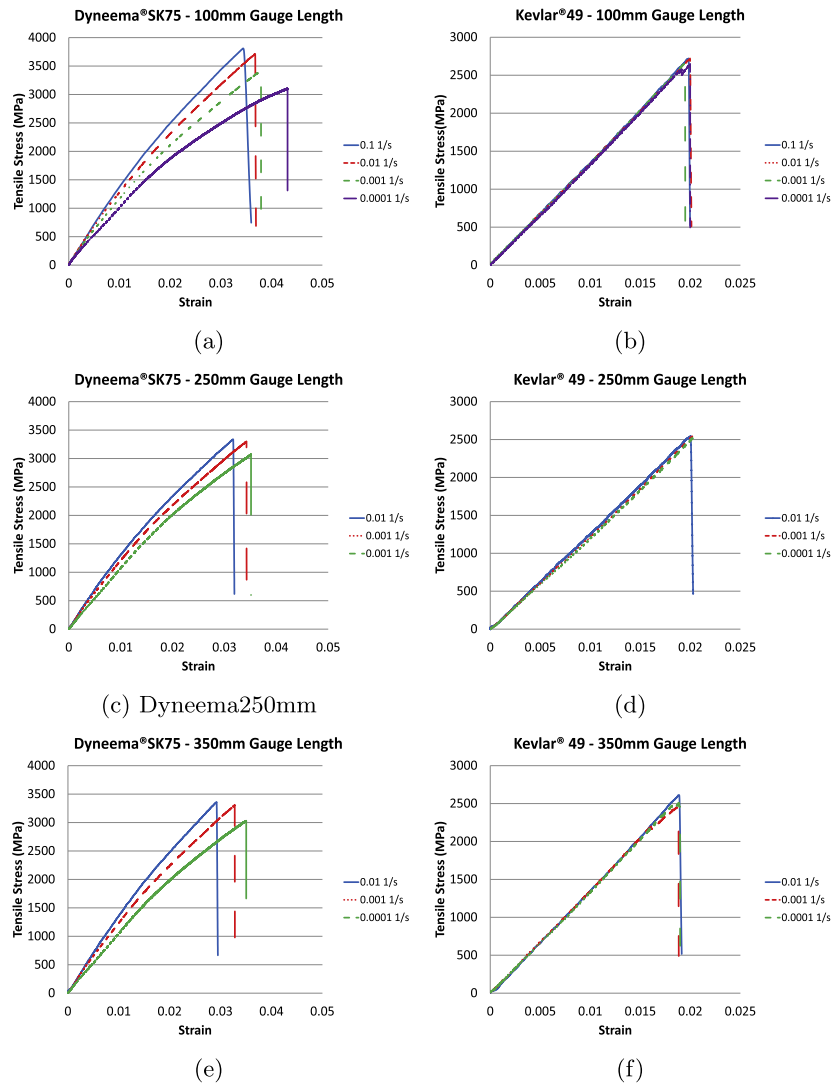 Dyneema®SK75 - 100mm Gauge Length
4000
3500
3000
2500
2000
1500
1000
500
0
Tensile Stress (MPa)
0 0.01 0.02 0.03 0.04 0.05
Strain
0.1 1/s
0.01 1/s
0.001 1/s
0.0001 1/s
(a)
Kevlar®49 - 100mm Gauge Length
3000
2500
2000
1500
1000
500
0
Tensile Stress(MPa)
0 0.005 0.01 0.015 0.02 0.025
Strain
0.1 1/s
0.01 1/s
0.001 1/s
0.0001 1/s
(b)
Dyneema®SK75 - 250mm Gauge Length
4000
3500
3000
2500
2000
1500
1000
500
0
Tensile Stress (MPa)
0 0.01 0.02 0.03 0.04 0.05
Strain
0.01 1/s
0.001 1/s
0.001 1/s
(c) Dyneema250mm
Kevlar® 49 - 250mm Gauge Length
3000
2500
2000
1500
1000
500
0
Tensile Stress (MPa)
0 0.005 0.01 0.015 0.02 0.025
Strain
0.01 1/s
0.001 1/s
0.0001 1/s
(d)
Dyneema®SK75 - 350mm Gauge Length
4000
3500
3000
2500
2000
1500
1000
500
0
Tensile Stress (MPa)
0 0.01 0.02 0.03 0.04 0.05
Strain
0.01 1/s
0.001 1/s
0.0001 1/s
(e)
Kevlar® 49 - 350mm Gauge Length
3000
2500
2000
1500
1000
500
0
Tensile Stress (MPa)
0 0.005 0.01 0.015 0.02 0.025
Strain
0.01 1/s
0.001 1/s
0.0001 1/s
(f)